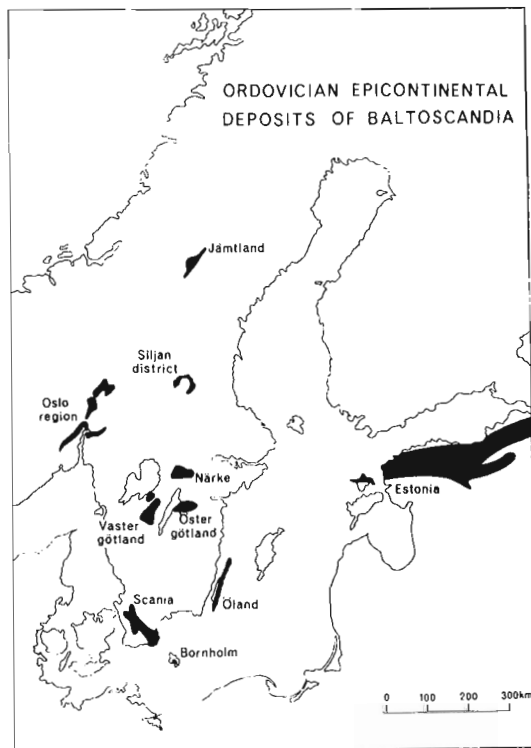 ORDOVICIAN EPICONTINENTAL
DEPOSITS OF BALTOSCANDIA
Jämtland
Siljan
district
Oslo
region
Närke
Estonia
Väster
götland
Öster
götland
Scania
Öland
Bornholm
0 100 200 300km